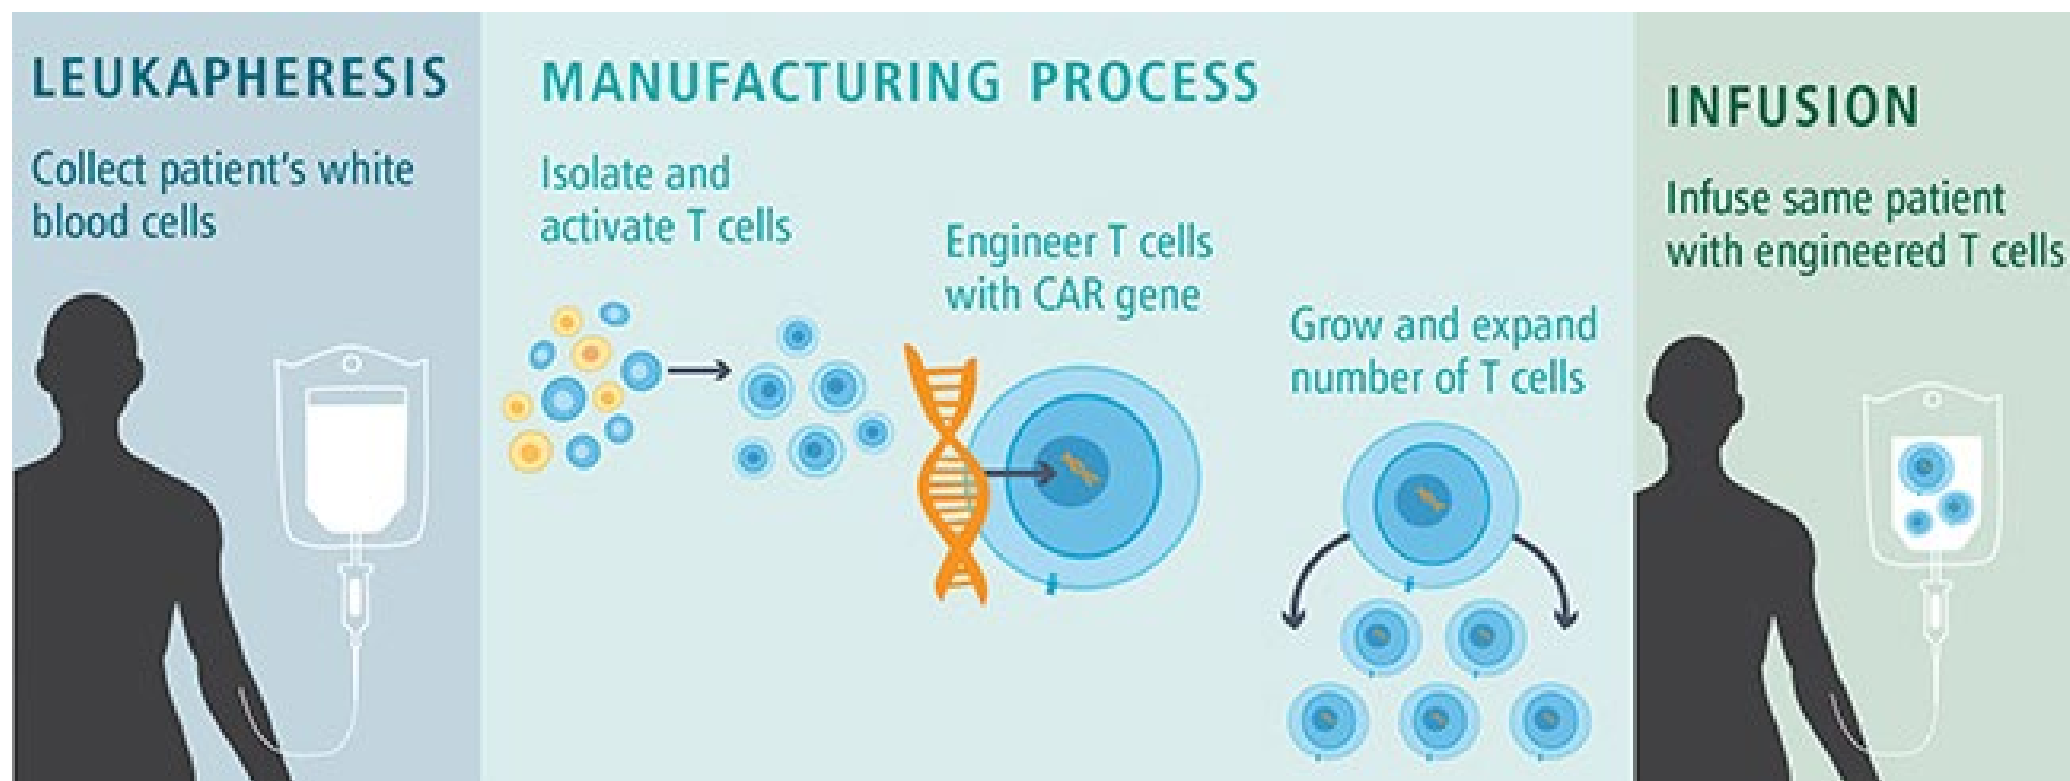 LEUKAPHERESIS
Collect patient's white
blood cells
MANUFACTURING PROCESS
Isolate and
activate T cells
Engineer T cells
with CAR gene
Grow and expand
number of T cells
INFUSION
Infuse same patient
with engineered T cells